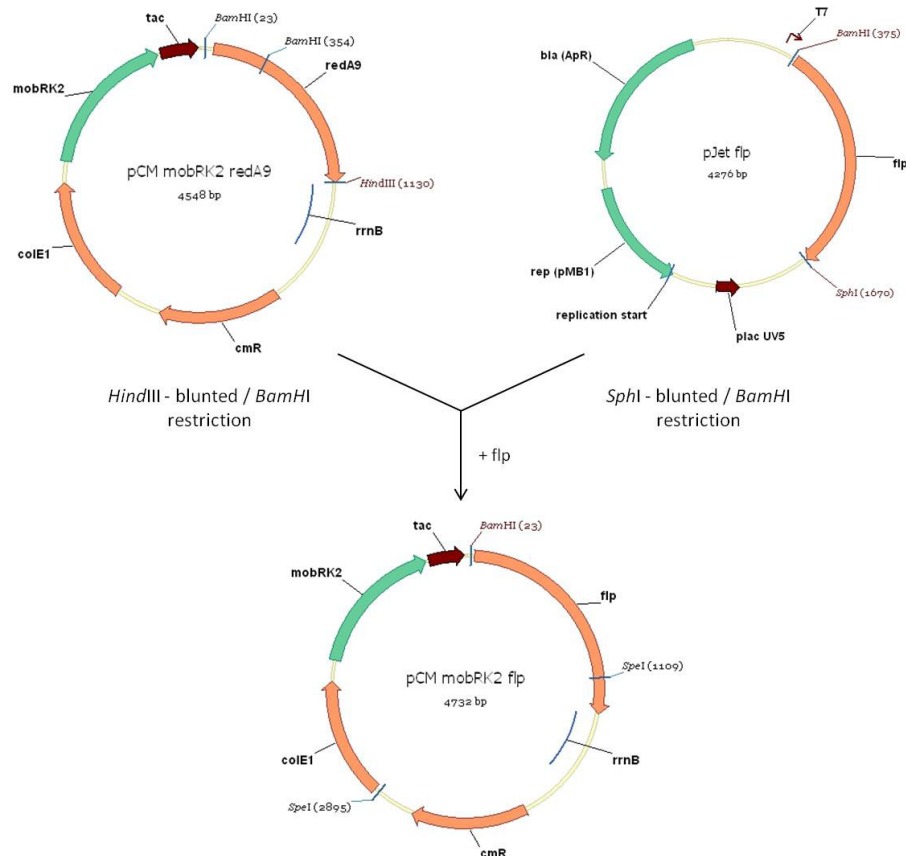 tac
BamHI (23)
BamHI (354)
redA9
mobRK2
pCM mobRK2 redA9
4548 bp
HindIII (1130)
rrnB
colE1
cmR
T7
BamHI (375)
bla (ApR)
pJet flp
4276 bp
flp
rep (pMB1)
replication start
SphI (1670)
plac UV5
HindIII - blunted / BamHI
restriction
SphI - blunted / BamHI
restriction
+ flp
tac
BamHI (23)
mobRK2
flp
SpeI (1109)
pCM mobRK2 flp
4732 bp
rrnB
colE1
SpeI (2895)
cmR